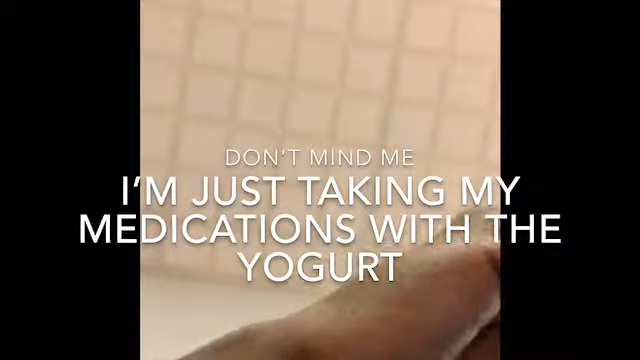 DON’T MIND ME
I’M JUST TAKING MY
MEDICATIONS WITH THE
YOGURT